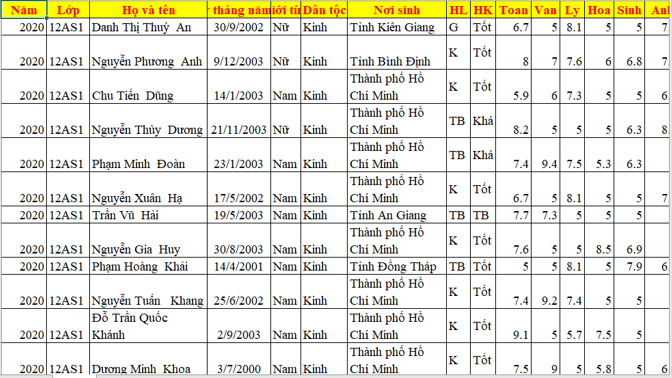 Năm Lớp Họ và tên tháng năm giới tí Dân tộc Nơi sinh HL HK Toan Van Ly Hoa Sinh Anl
2020 12AS1 Danh Thị Thuý An 30/9/2002 Nữ Kinh Tỉnh Kiên Giang G Tốt 6.7 5 8.1 5 5 7.
2020 12AS1 Nguyễn Phương Anh 9/12/2003 Nữ Kinh Tỉnh Bình Định K Tốt 8 7 7.6 6 6.8 7.
2020 12AS1 Chu Tiến Dũng 14/1/2003 Nam Kinh Thành phố Hồ
Chí Minh K Tốt 5.9 6 7.3 5 5 6.
2020 12AS1 Nguyễn Thùy Dương 21/11/2003 Nữ Kinh Thành phố Hồ
Chí Minh TB Khá 8.2 5 5 5 6.3 8.
2020 12AS1 Phạm Minh Đoàn 23/1/2003 Nam Kinh Thành phố Hồ
Chí Minh TB Khá 7.4 9.4 7.5 5.3 6.3
2020 12AS1 Nguyễn Xuân Hạ 17/5/2002 Nam Kinh Thành phố Hồ
Chí Minh K Tốt 6.7 5 8.1 5 5 7.
2020 12AS1 Trần Vũ Hải 19/5/2003 Nam Kinh Tỉnh An Giang TB TB 7.7 7.3 5 5 5
2020 12AS1 Nguyễn Gia Huy 30/8/2003 Nam Kinh Thành phố Hồ
Chí Minh K Tốt 7.6 5 5 8.5 6.9
2020 12AS1 Phạm Hoàng Khải 14/4/2001 Nam Kinh Tỉnh Đồng Tháp TB Tốt 5 5 8.1 5 7.9 6.
2020 12AS1 Nguyễn Tuấn Khang 25/6/2002 Nam Kinh Thành phố Hồ
Chí Minh K Tốt 7.4 9.2 7.4 5 5
2020 12AS1 Đỗ Trần Quốc
Khánh 2/9/2003 Nam Kinh Thành phố Hồ
Chí Minh K Tốt 9.1 5 5.7 7.5 5
2020 12AS1 Dương Minh Khoa 3/7/2000 Nam Kinh Thành phố Hồ
Chí Minh K Tốt 7.5 9 5 5.8 5 6.